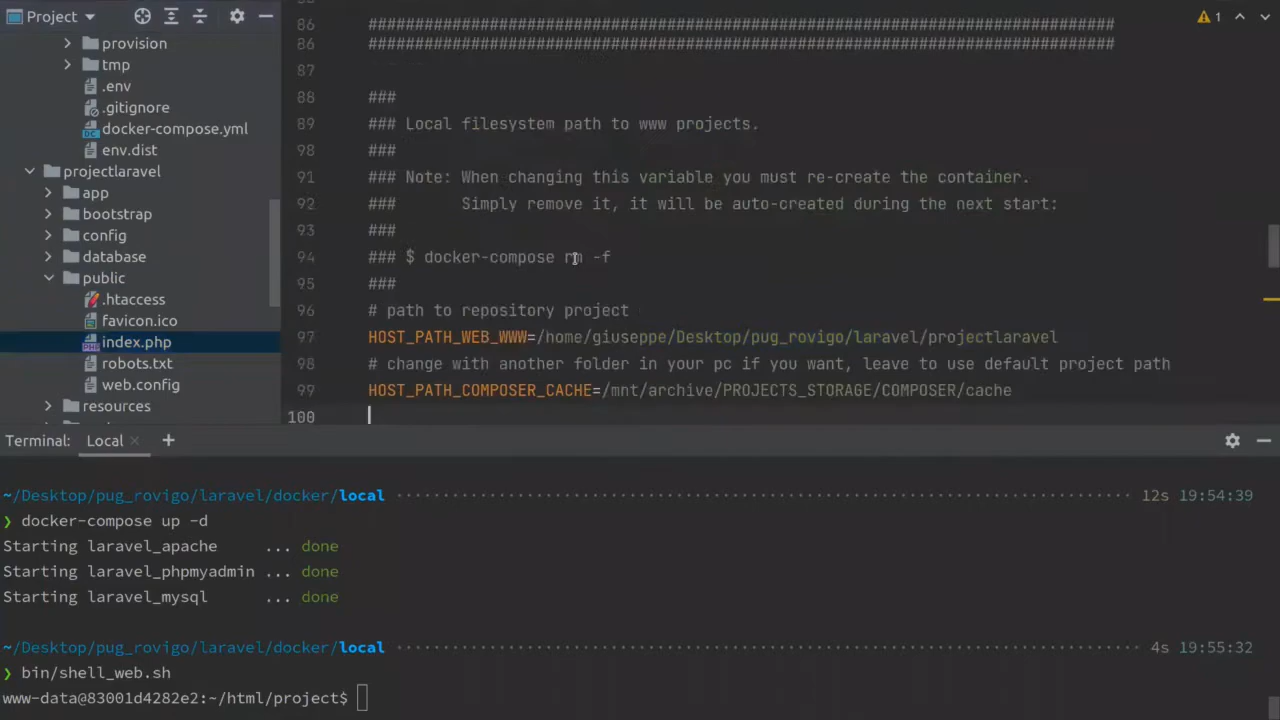 Project
provision
tmp
.env
.gitignore
docker-compose.yml
env.dist
projectlaravel
app
bootstrap
config
database
public
.htaccess
favicon.ico
index.php
robots.txt
web.config
resources
1
86 ################################################################################
86 ################################################################################
87
88 ###
89 ### Local filesystem path to www projects.
98 ###
91 ### Note: When changing this variable you must re-create the container.
92 ###       Simply remove it, it will be auto-created during the next start:
93 ###
94 ### $ docker-compose rm -f
95 ###
96 # path to repository project
97 HOST_PATH_WEB_WWW=/home/giuseppe/Desktop/pug_rovigo/laravel/projectlaravel
98 # change with another folder in your pc if you want, leave to use default project path
99 HOST_PATH_COMPOSER_CACHE=/mnt/archive/PROJECTS_STORAGE/COMPOSER/cache
100
Terminal: Local
~/Desktop/pug_rovigo/laravel/docker/local 12s 19:54:39
❯ docker-compose up -d
Starting laravel_apache     ... done
Starting laravel_phpmyadmin ... done
Starting laravel_mysql      ... done
~/Desktop/pug_rovigo/laravel/docker/local 4s 19:55:32
❯ bin/shell_web.sh
www-data@83001d4282e2:~/html/project$